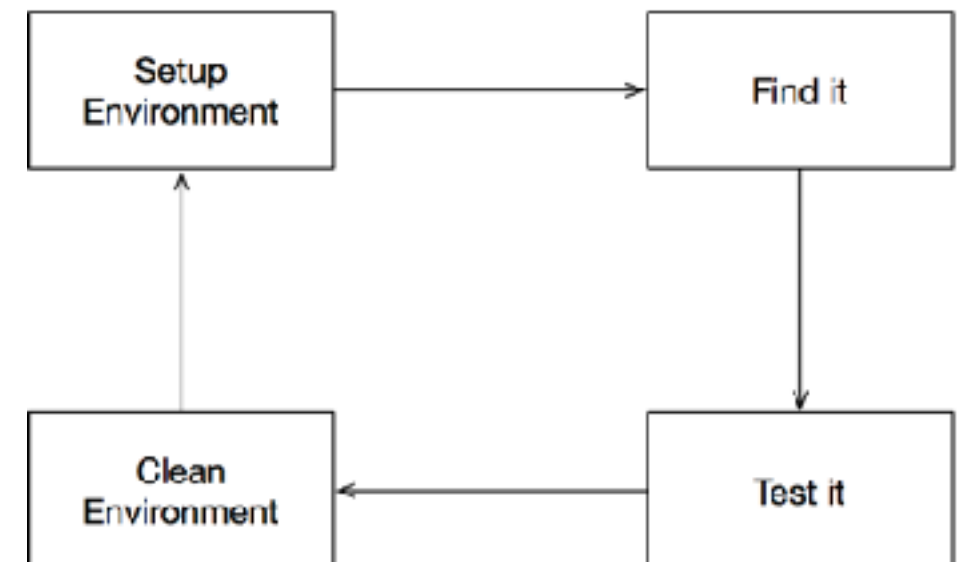 Setup
Environment
Find it
Clean
Environment
Test it